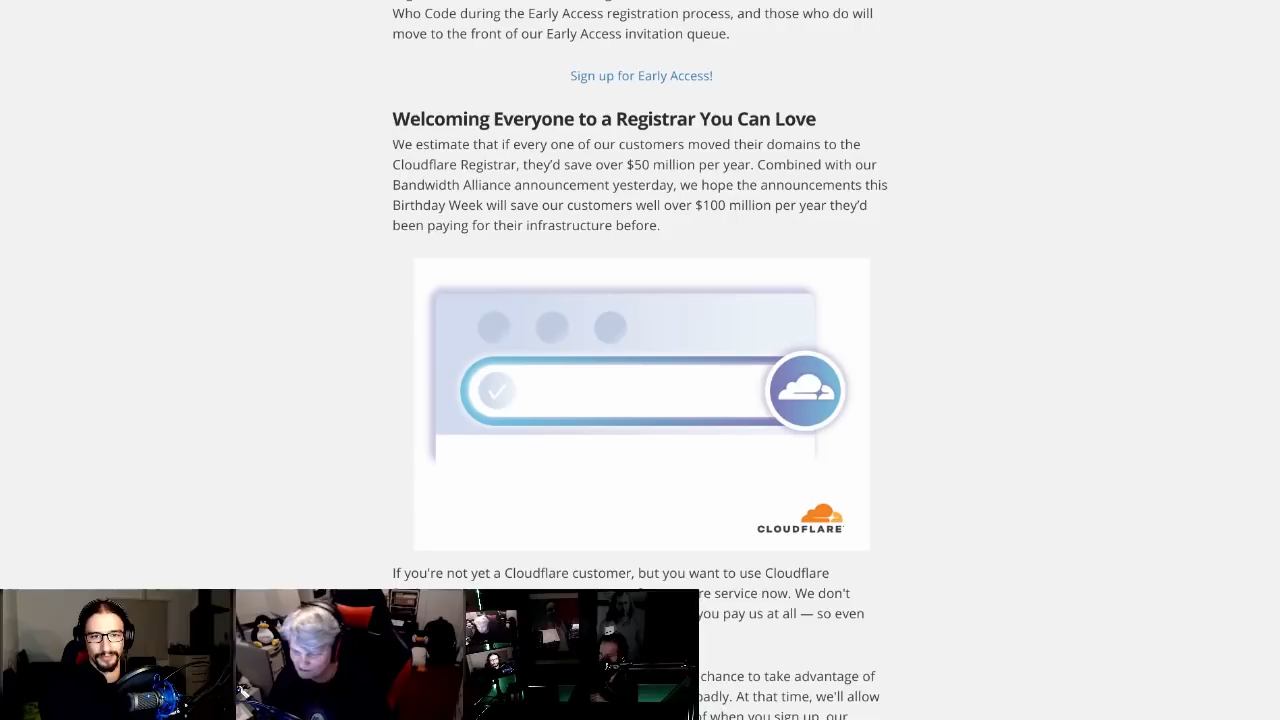 Who Code during the Early Access registration process, and those who do will
move to the front of our Early Access invitation queue.
Sign up for Early Access!
Welcoming Everyone to a Registrar You Can Love
We estimate that if every one of our customers moved their domains to the
Cloudflare Registrar, they'd save over $50 million per year. Combined with our
Bandwidth Alliance announcement yesterday, we hope the announcements this
Birthday Week will save our customers well over $100 million per year they'd
been paying for their infrastructure before.
CLOUDFLARE
If you're not yet a Cloudflare customer, but you want to use Cloudflare
re service now. We don't
you pay us at all — so even
chance to take advantage of
badly. At that time, we'll allow
of when you sign up, our